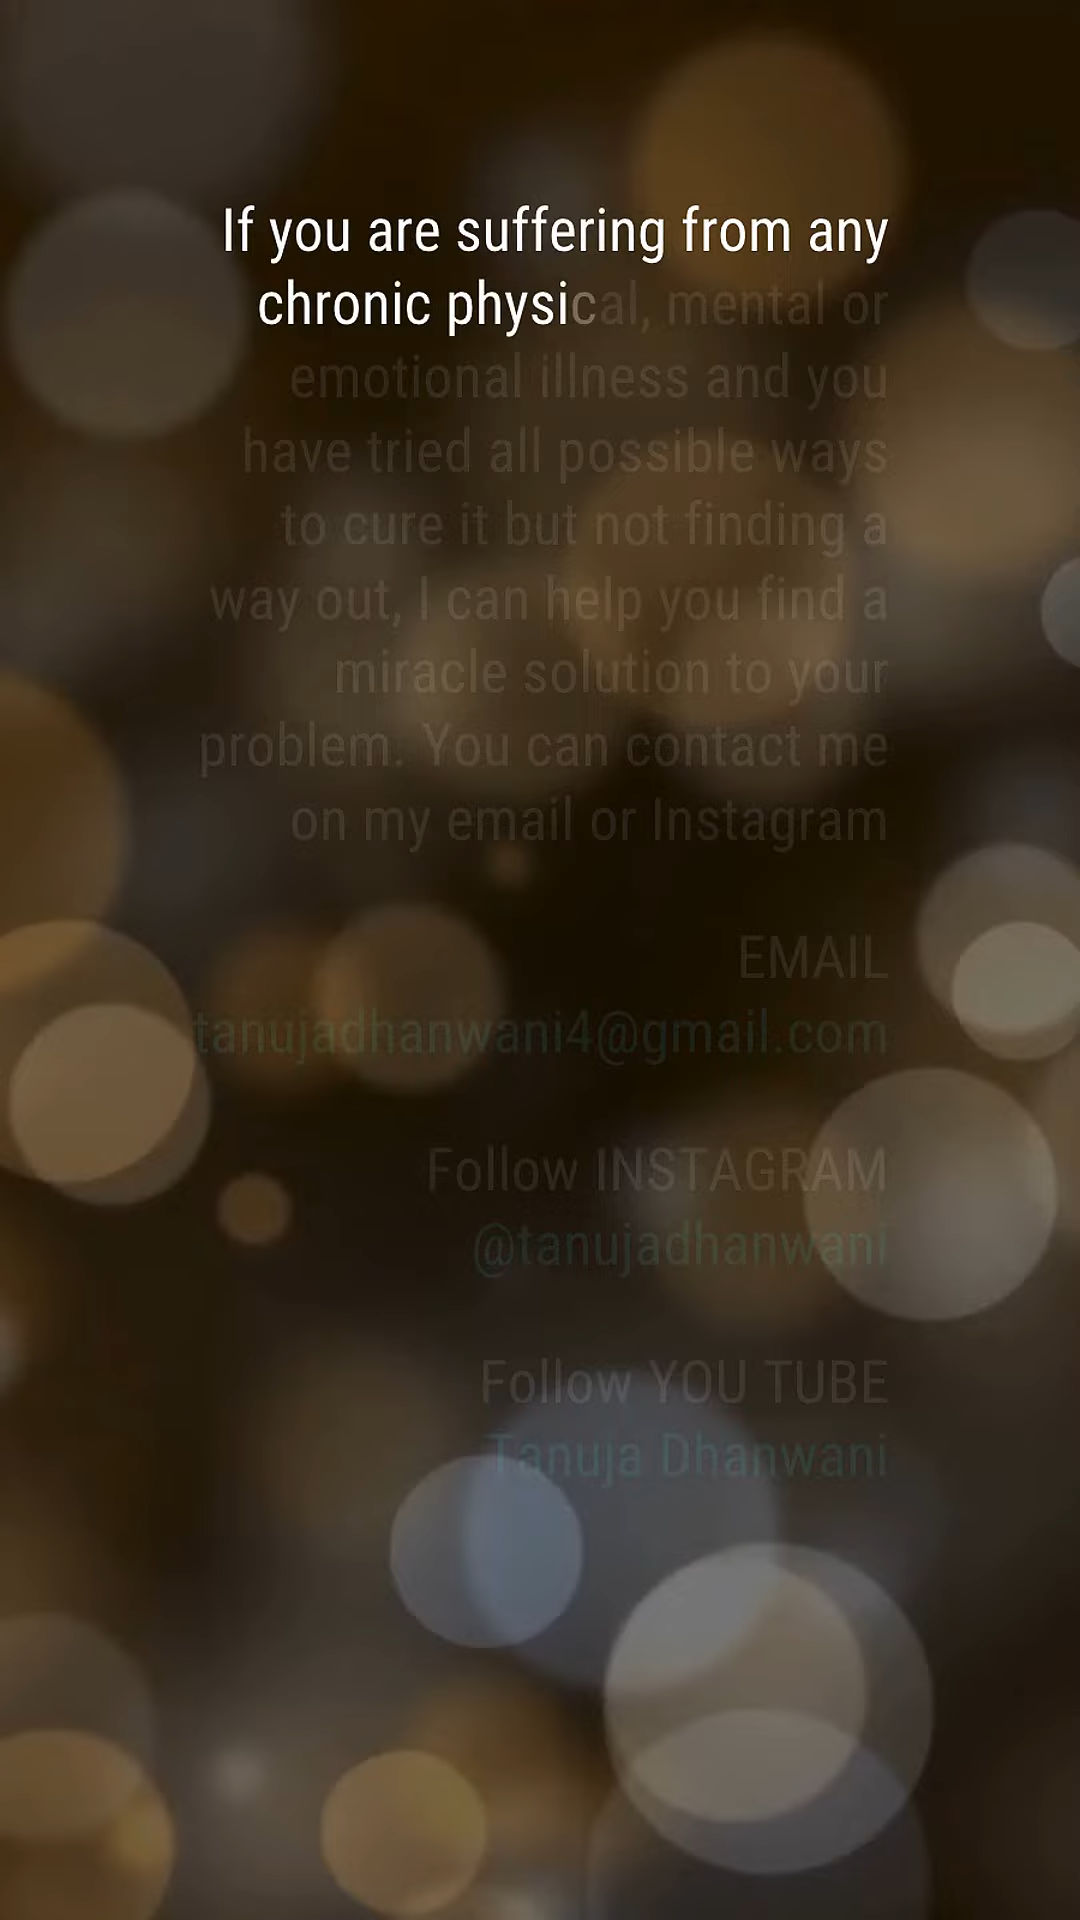 If you are suffering from any
chronic physical, mental or
emotional illness and you
have tried all possible ways
to cure it but not finding a
way out, I can help you find a
miracle solution to your
problem. You can contact me
on my email or Instagram
EMAIL
tanujadhanwani4@gmail.com
Follow INSTAGRAM
@tanujadhanwani
Follow YOU TUBE
Tanuja Dhanwani